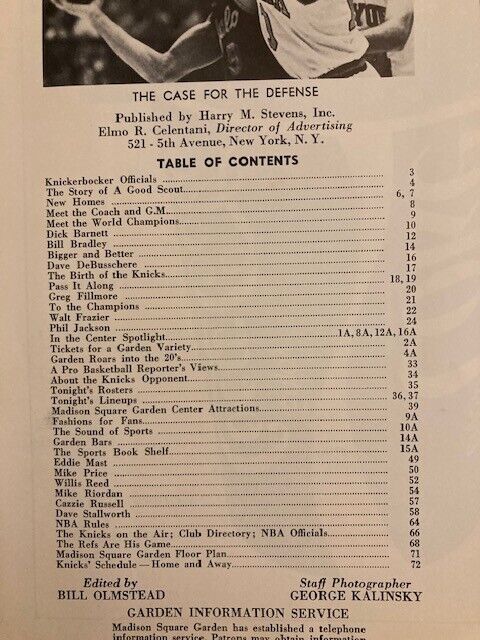 THE CASE FOR THE DEFENSE
Published by Harry M. Stevens, Inc.
Elmo R. Celentani, Director of Advertising
521 - 5th Avenue, New York, N. Y.
TABLE OF CONTENTS
Knickerbocker Officials 3
The Story of A Good Scout 4
New Homes 6, 7
Meet the Coach and G.M. 8
Meet the World Champions 9
Dick Barnett 10
Bill Bradley 12
Bigger and Better 14
Dave DeBusschere 16
The Birth of the Knicks 17
Pass It Along 18, 19
Greg Fillmore 20
To the Champions 21
Walt Frazier 22
Phil Jackson 24
In the Center Spotlight 1A, 8A, 12A, 16A
Tickets for a Garden Variety 2A
Garden Roars into the 20's 4A
A Pro Basketball Reporter's Views 33
About the Knicks Opponent 34
Tonight's Rosters 35
Tonight's Lineups 36, 37
Madison Square Garden Center Attractions 39
Fashions for Fans 9A
The Sound of Sports 10A
Garden Bars 14A
The Sports Book Shelf 15A
Eddie Mast 49
Mike Price 50
Willis Reed 52
Mike Riordan 54
Cazzie Russell 57
Dave Stallworth 58
NBA Rules 64
The Knicks on the Air; Club Directory; NBA Officials 66
The Refs Are His Game 68
Madison Square Garden Floor Plan 71
Knicks' Schedule — Home and Away 72
Edited by Staff Photographer
BILL OLMSTEAD GEORGE KALINSKY
GARDEN INFORMATION SERVICE
Madison Square Garden has established a telephone
information service. Patrons may obtain information